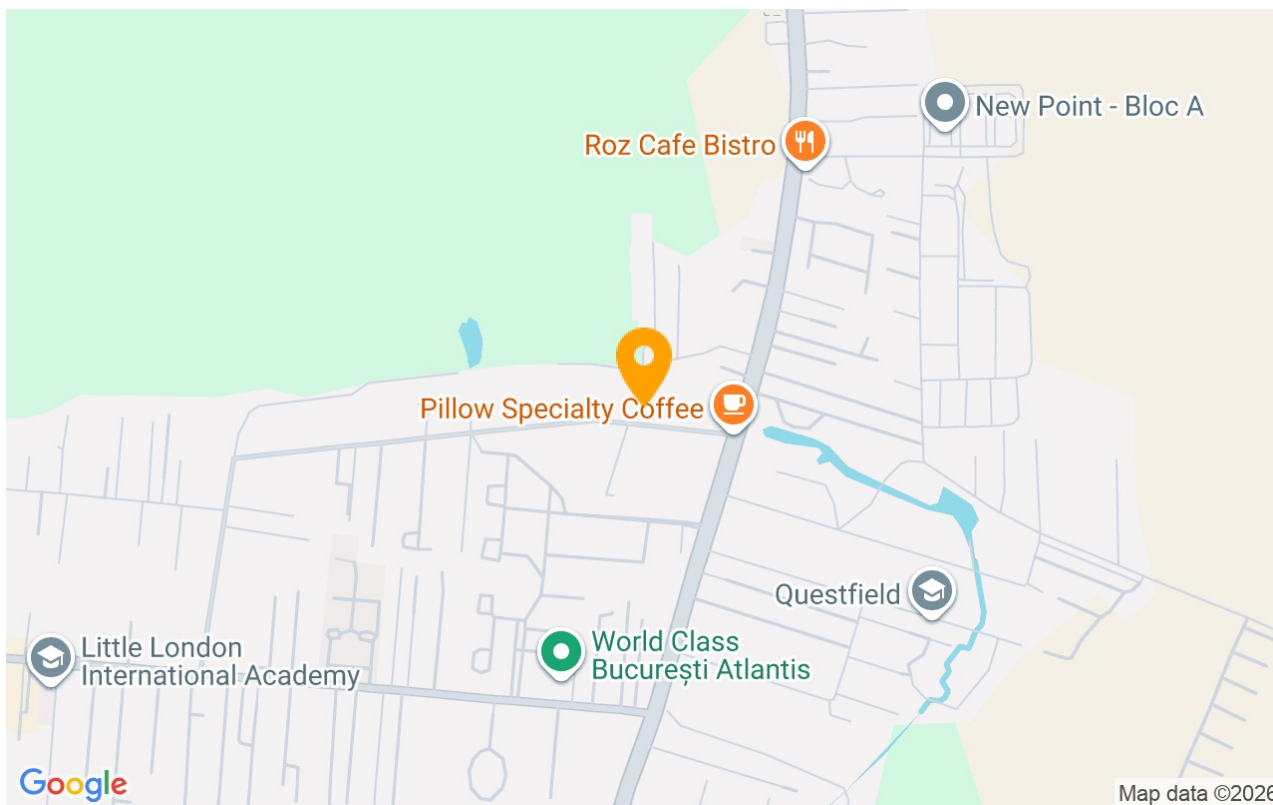 New Point - Bloc A
Roz Cafe Bistro
Pillow Specialty Coffee
Questfield
World Class
București Atlantis
Little London
International Academy
Google
Map data ©2026